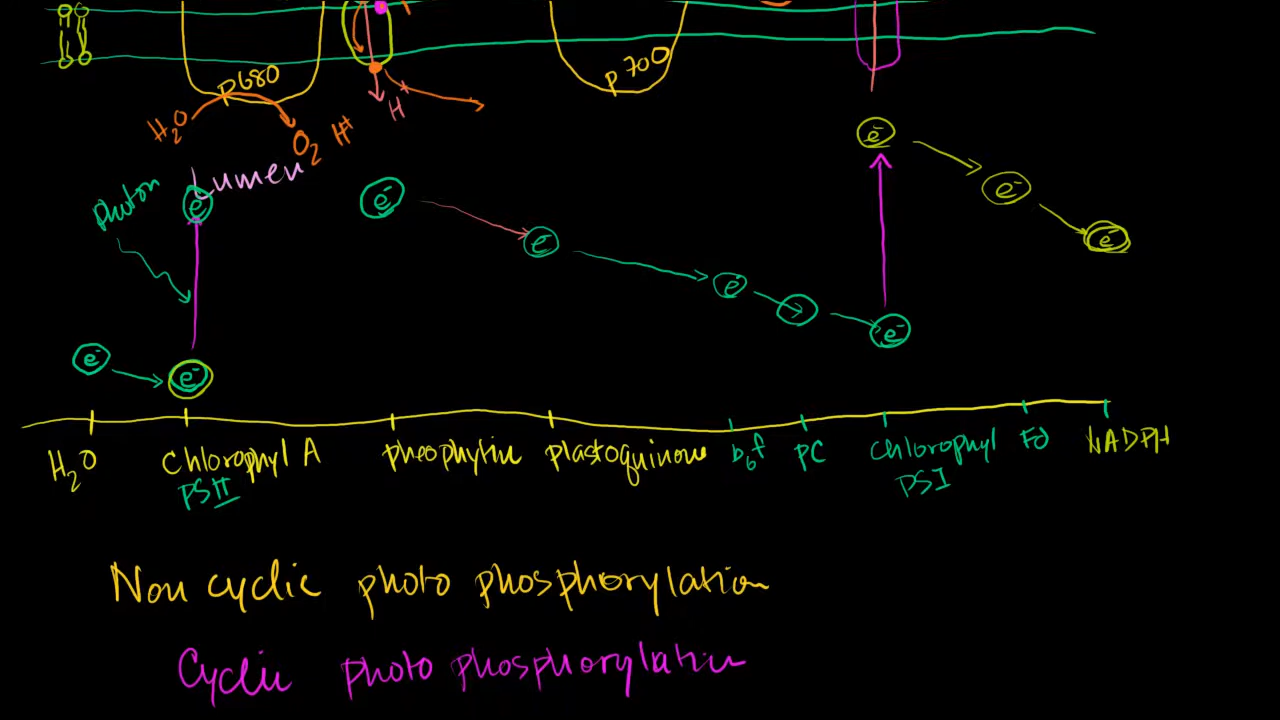 p680
p700
H₂O
O₂ H⁺
H⁺
Lumen
photon
e⁻
e⁻
e⁻
e⁻
e⁻
e⁻
e⁻
e⁻
e⁻
e⁻
H₂O
Chlorophyl A
pheophytin
plastoquinone
b₆f
PC
Chlorophyl
Fd
NADPH
PSII
PSI
Non cyclic photo phosphorylation
Cyclic photo phosphorylation